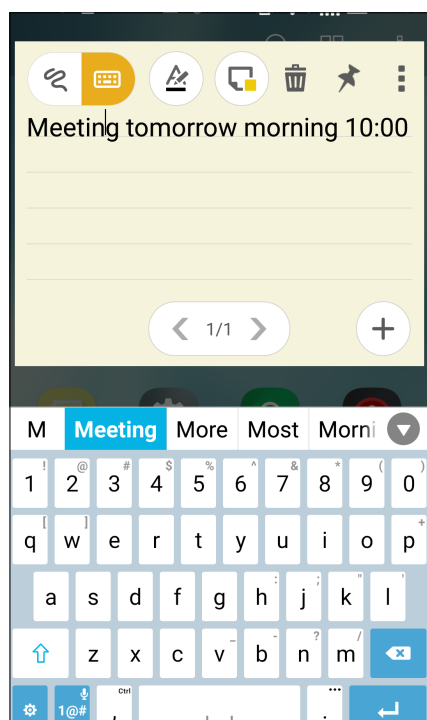 Meeting tomorrow morning 10:00
1/1
M Meeting More Most Morni
! @ # $ % ^ & * ( )
1 2 3 4 5 6 7 8 9 0
[ ] +
q w e r t y u i o p
: ; " '
a s d f g h j k l
_ - ? /
z x c v b n m
Ctrl
1@# , .